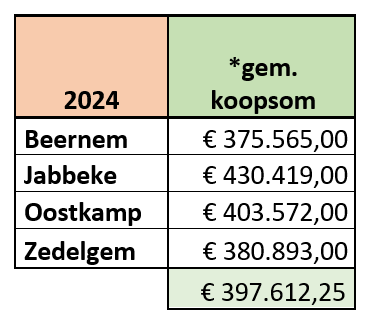 2024
*gem.
koopsom
Beernem € 375.565,00
Jabbeke € 430.419,00
Oostkamp € 403.572,00
Zedelgem € 380.893,00
€ 397.612,25